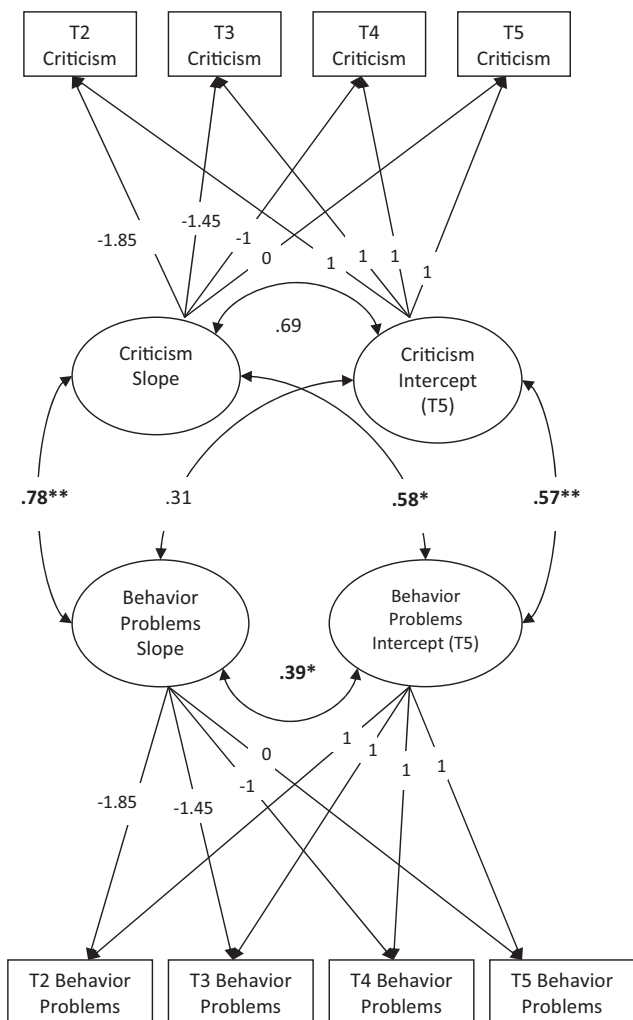 T2
Criticism
T3
Criticism
T4
Criticism
T5
Criticism
-1.85
-1.45
-1
0
1
1
1
1
.69
Criticism
Slope
Criticism
Intercept
(T5)
.78**
.31
.58*
.57**
Behavior
Problems
Slope
Behavior
Problems
Intercept (T5)
.39*
-1.85
-1.45
-1
0
1
1
1
1
T2 Behavior
Problems
T3 Behavior
Problems
T4 Behavior
Problems
T5 Behavior
Problems